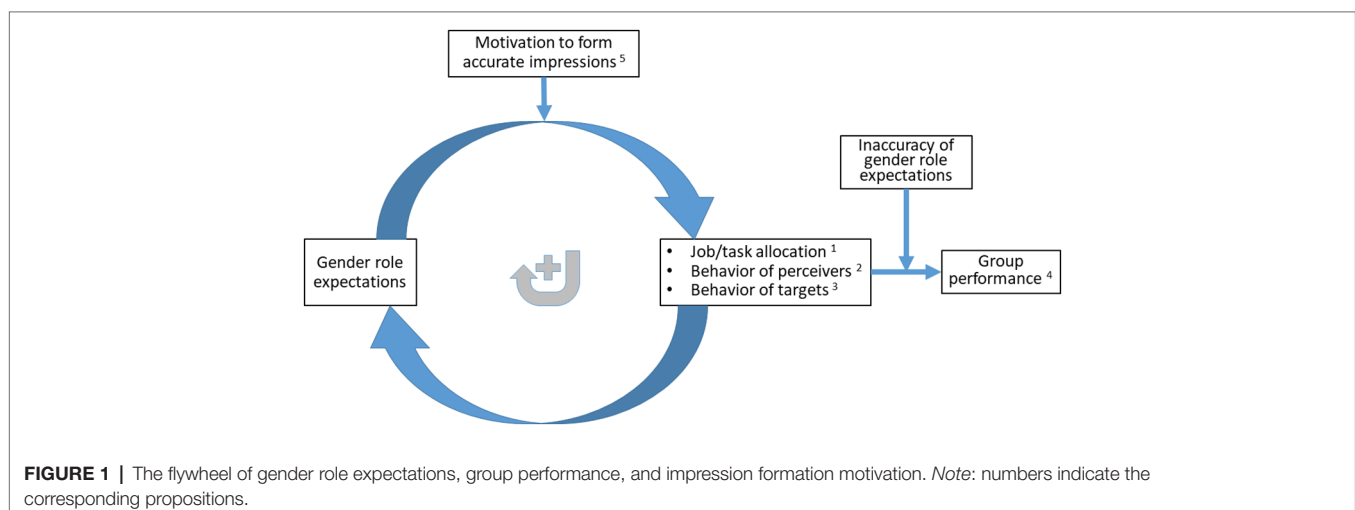 Motivation to form
accurate impressions ⁵
Inaccuracy of
gender role
expectations
Gender role
expectations
• Job/task allocation ¹
• Behavior of perceivers ²
• Behavior of targets ³
Group
performance ⁴
+
FIGURE 1 | The flywheel of gender role expectations, group performance, and impression formation motivation. Note: numbers indicate the
corresponding propositions.